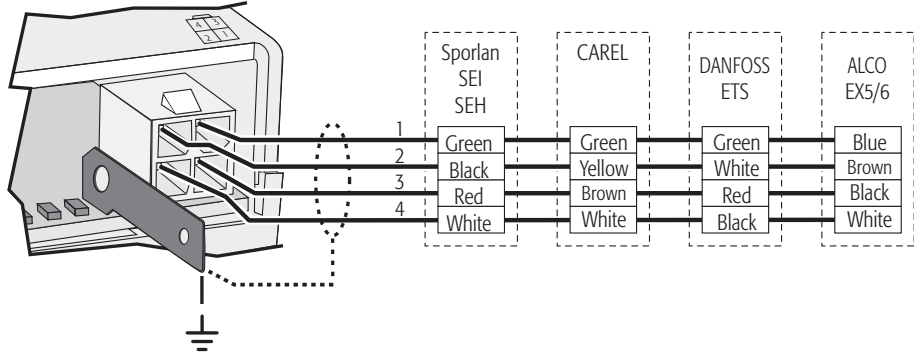 4 3
2 1
1
2
3
4
Sporlan
SEI
SEH
Green
Black
Red
White
CAREL
Green
Yellow
Brown
White
DANFOSS
ETS
Green
White
Red
Black
ALCO
EX5/6
Blue
Brown
Black
White